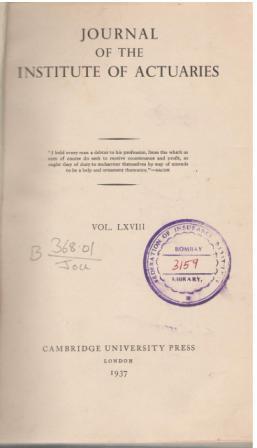 JOURNAL
OF THE
INSTITUTE OF ACTUARIES
"I hold every man a debtor to his profession, from the which as
men of course do seek to receive countenance and profit, so
ought they of duty to endeavour themselves by way of amends
to be a help and ornament thereunto."—BACON
VOL. LXVIII
B 368.01
Jou
FEDERATION OF INSURANCE
BOMBAY
3159
LIBRARY.
CAMBRIDGE UNIVERSITY PRESS
LONDON
1937